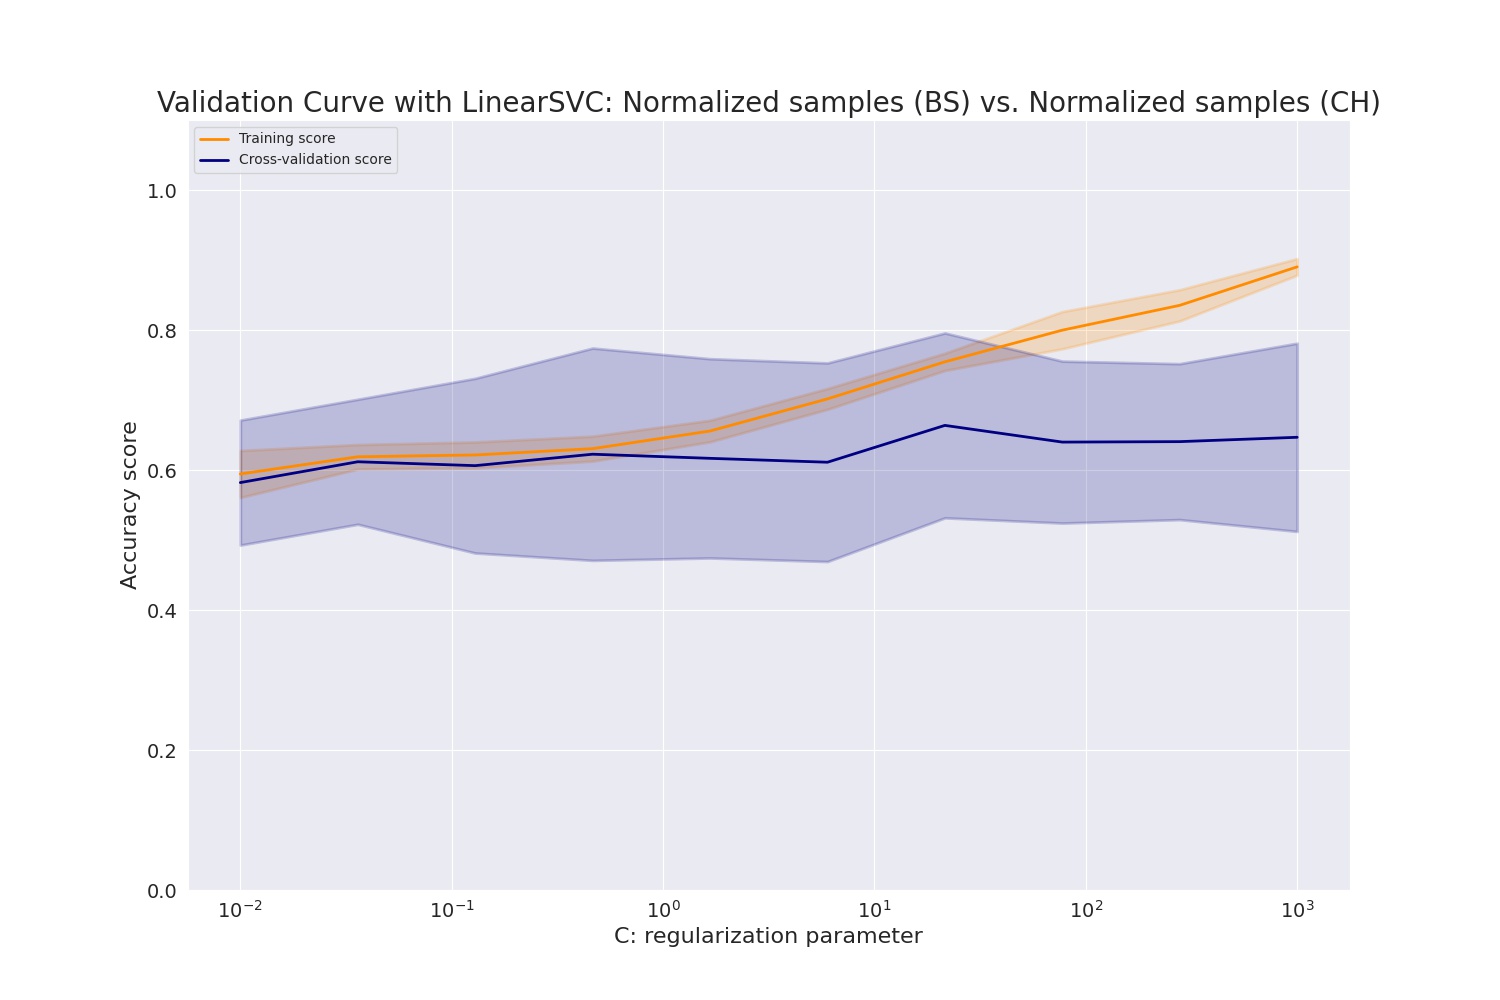 Validation Curve with LinearSVC: Normalized samples (BS) vs. Normalized samples (CH)
Training score
Cross-validation score
1.0
0.8
0.6
0.4
0.2
0.0
Accuracy score
10⁻² 10⁻¹ 10⁰ 10¹ 10² 10³
C: regularization parameter